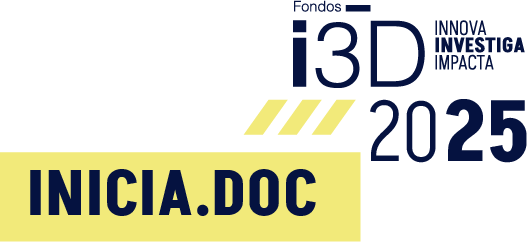 Fondos
i3D
INNOVA
INVESTIGA
IMPACTA
2025
INICIA.DOC